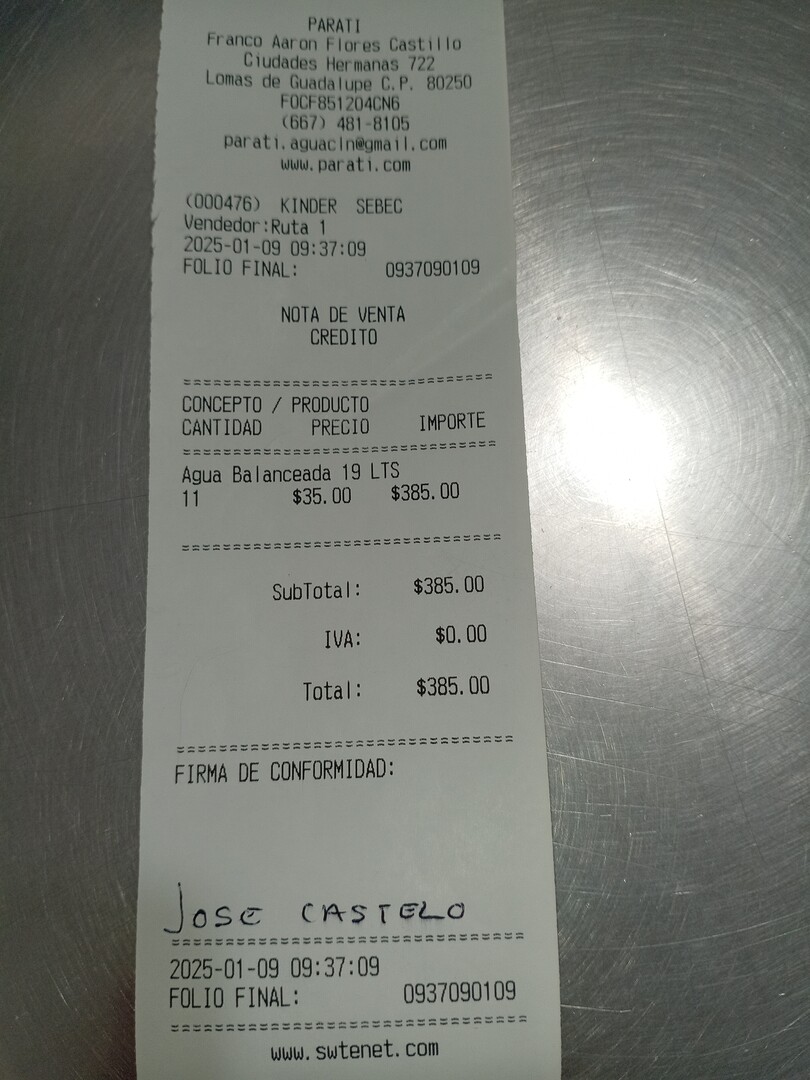 PARATI
Franco Aaron Flores Castillo
Ciudades Hermanas 722
Lomas de Guadalupe C.P. 80250
FOCF851204CN6
(667) 481-8105
parati.aguacln@gmail.com
www.parati.com
(000476) KINDER SEBEC
Vendedor:Ruta 1
2025-01-09 09:37:09
FOLIO FINAL: 0937090109
NOTA DE VENTA
CREDITO
==============================
CONCEPTO / PRODUCTO
CANTIDAD PRECIO IMPORTE
==============================
Agua Balanceada 19 LTS
11 $35.00 $385.00
==============================
SubTotal: $385.00
IVA: $0.00
Total: $385.00
==============================
FIRMA DE CONFORMIDAD:
JOSE CASTELO
==============================
2025-01-09 09:37:09
FOLIO FINAL: 0937090109
==============================
www.swtenet.com